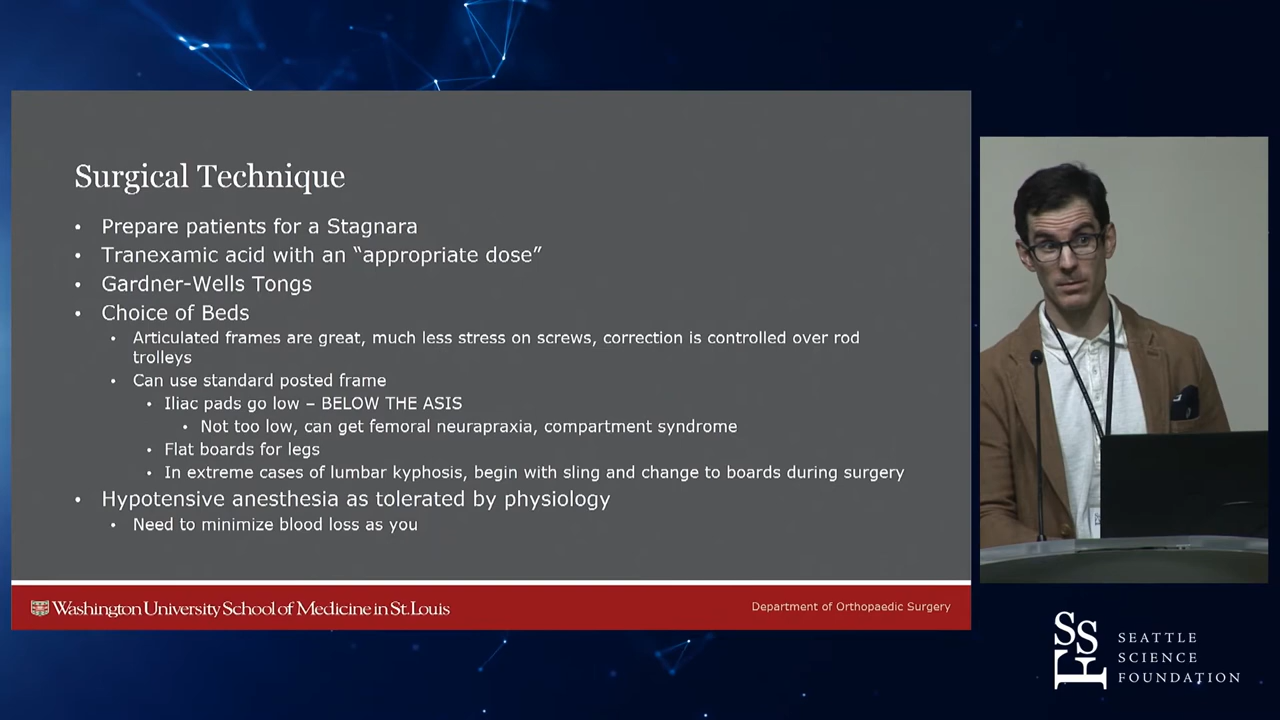 Surgical Technique
• Prepare patients for a Stagnara
• Tranexamic acid with an “appropriate dose”
• Gardner-Wells Tongs
• Choice of Beds
• Articulated frames are great, much less stress on screws, correction is controlled over rod
trolleys
• Can use standard posted frame
• Iliac pads go low – BELOW THE ASIS
• Not too low, can get femoral neurapraxia, compartment syndrome
• Flat boards for legs
• In extreme cases of lumbar kyphosis, begin with sling and change to boards during surgery
• Hypotensive anesthesia as tolerated by physiology
• Need to minimize blood loss as you
Washington University School of Medicine in St. Louis
Department of Orthopaedic Surgery
SSF
SEATTLE
SCIENCE
FOUNDATION